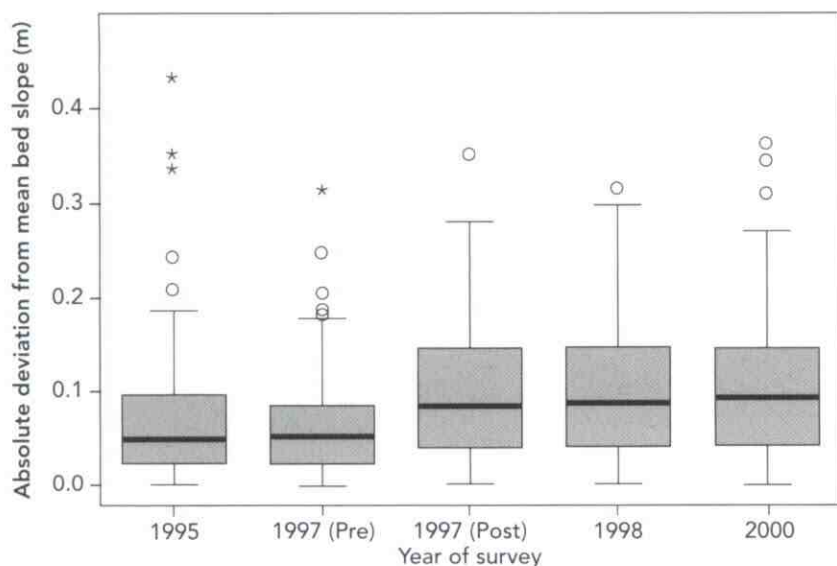 Absolute deviation from mean bed slope (m)
0.4
0.3
0.2
0.1
0.0
1995 1997 (Pre) 1997 (Post) 1998 2000
Year of survey